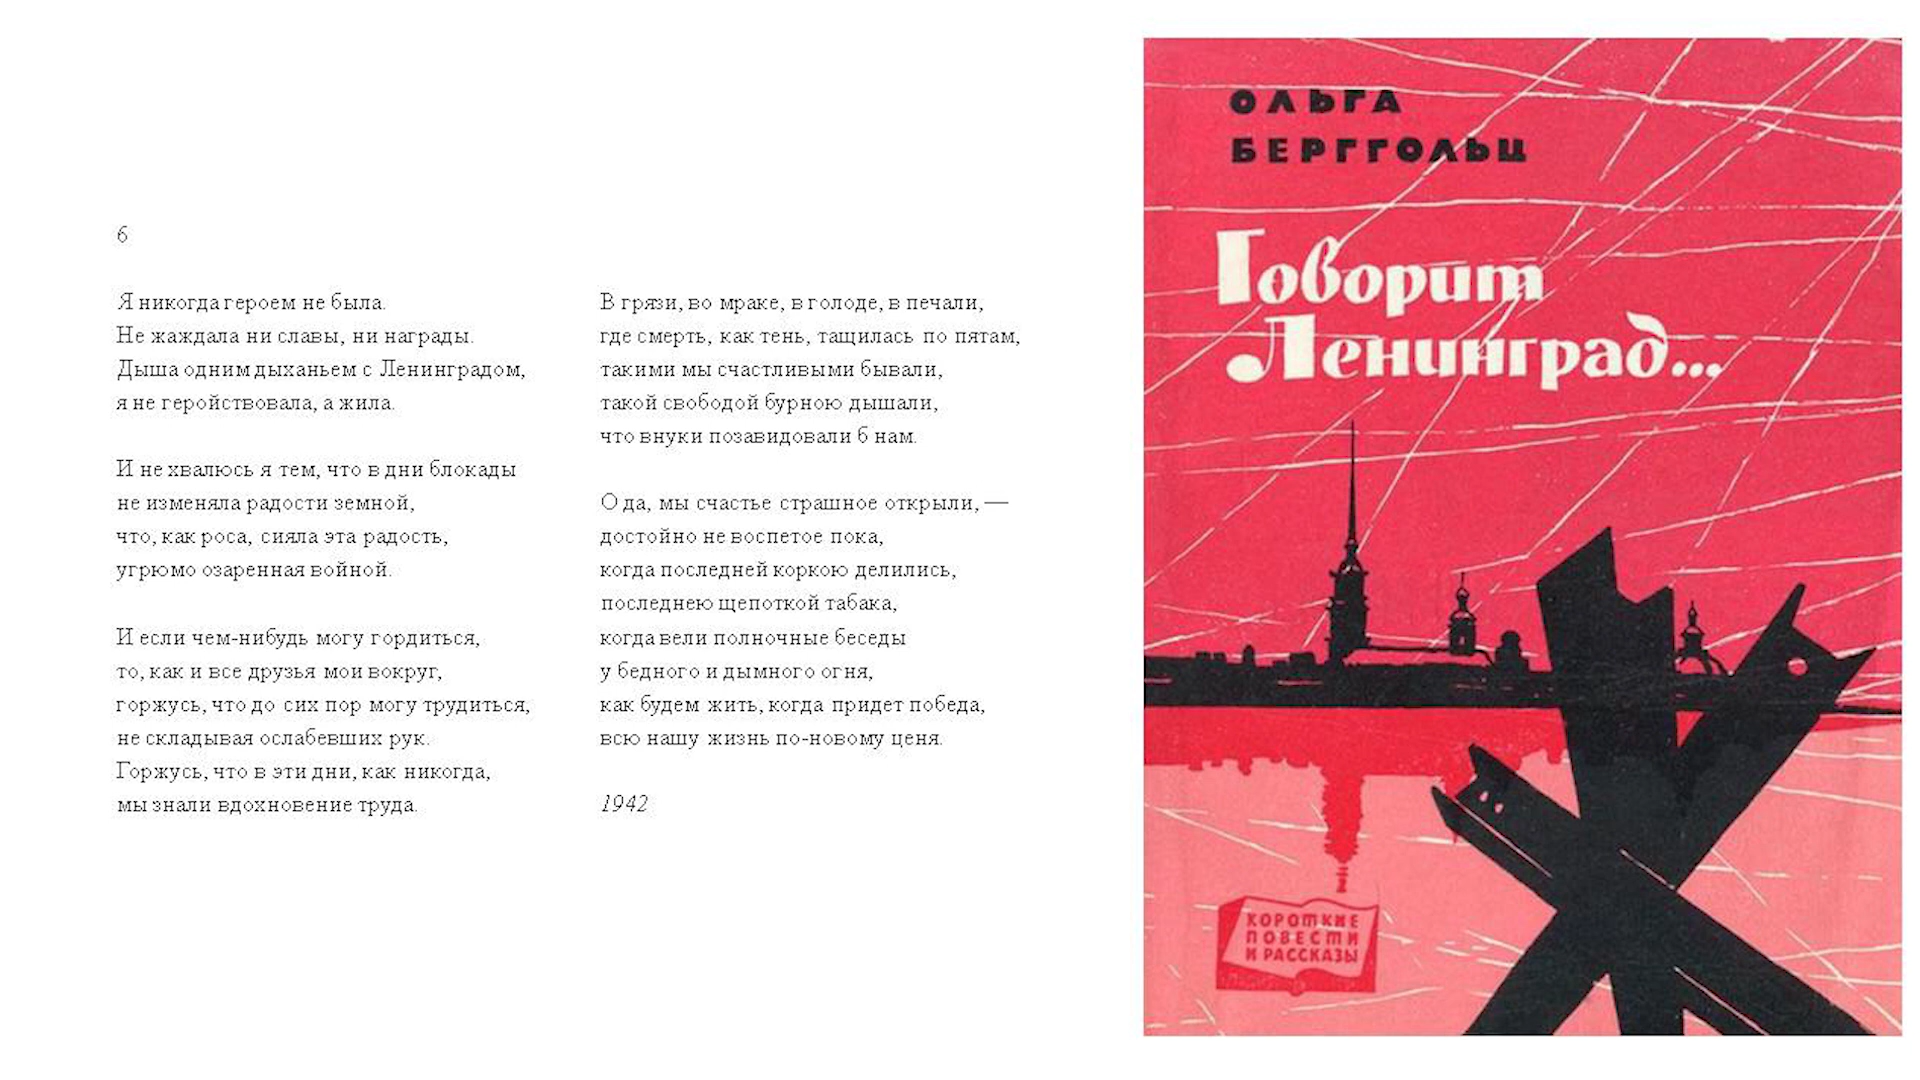 6
Я никогда героем не была.
Не жаждала ни славы, ни награды.
Дыша одним дыханьем с Ленинградом,
я не геройствовала, а жила.
И не хвалюсь я тем, что в дни блокады
не изменяла радости земной,
что, как роса, сияла эта радость,
угрюмо озаренная войной.
И если чем-нибудь могу гордиться,
то, как и все друзья мои вокруг,
горжусь, что до сих пор могу трудиться,
не складывая ослабевших рук.
Горжусь, что в эти дни, как никогда,
мы знали вдохновение труда.
В грязи, во мраке, в голоде, в печали,
где смерть, как тень, тащилась по пятам,
такими мы счастливыми бывали,
такой свободой бурною дышали,
что внуки позавидовали б нам.
О да, мы счастье страшное открыли, —
достойно не воспетое пока,
когда последней коркою делились,
последнею щепоткой табака,
когда вели полночные беседы
у бедного и дымного огня,
как будем жить, когда придет победа,
всю нашу жизнь по-новому ценя.
1942
ОЛЬГА
БЕРГГОЛЬЦ
Говорит
Ленинград...
КОРОТКИЕ
ПОВЕСТИ
И РАССКАЗЫ